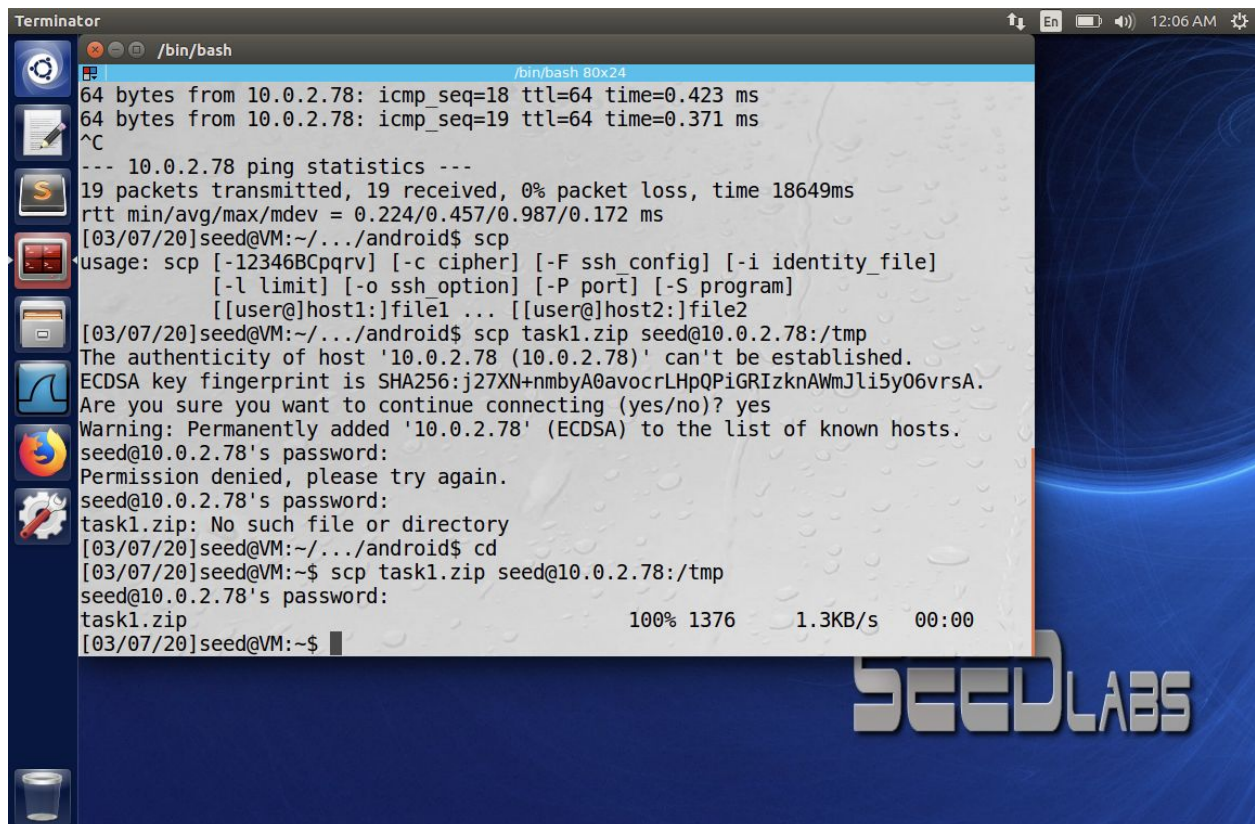 Terminator
En
12:06 AM
/bin/bash
/bin/bash 80x24
64 bytes from 10.0.2.78: icmp_seq=18 ttl=64 time=0.423 ms
64 bytes from 10.0.2.78: icmp_seq=19 ttl=64 time=0.371 ms
^C
--- 10.0.2.78 ping statistics ---
19 packets transmitted, 19 received, 0% packet loss, time 18649ms
rtt min/avg/max/mdev = 0.224/0.457/0.987/0.172 ms
[03/07/20]seed@VM:~/.../android$ scp
usage: scp [-12346BCpqrv] [-c cipher] [-F ssh_config] [-i identity_file]
           [-l limit] [-o ssh_option] [-P port] [-S program]
           [[user@]host1:]file1 ... [[user@]host2:]file2
[03/07/20]seed@VM:~/.../android$ scp task1.zip seed@10.0.2.78:/tmp
The authenticity of host '10.0.2.78 (10.0.2.78)' can't be established.
ECDSA key fingerprint is SHA256:j27XN+nmbyA0avocrLHpQPiGRIzknAWmJli5yO6vrsA.
Are you sure you want to continue connecting (yes/no)? yes
Warning: Permanently added '10.0.2.78' (ECDSA) to the list of known hosts.
seed@10.0.2.78's password:
Permission denied, please try again.
seed@10.0.2.78's password:
task1.zip: No such file or directory
[03/07/20]seed@VM:~/.../android$ cd
[03/07/20]seed@VM:~$ scp task1.zip seed@10.0.2.78:/tmp
seed@10.0.2.78's password:
task1.zip                                     100% 1376     1.3KB/s   00:00
[03/07/20]seed@VM:~$
SEEDLABS